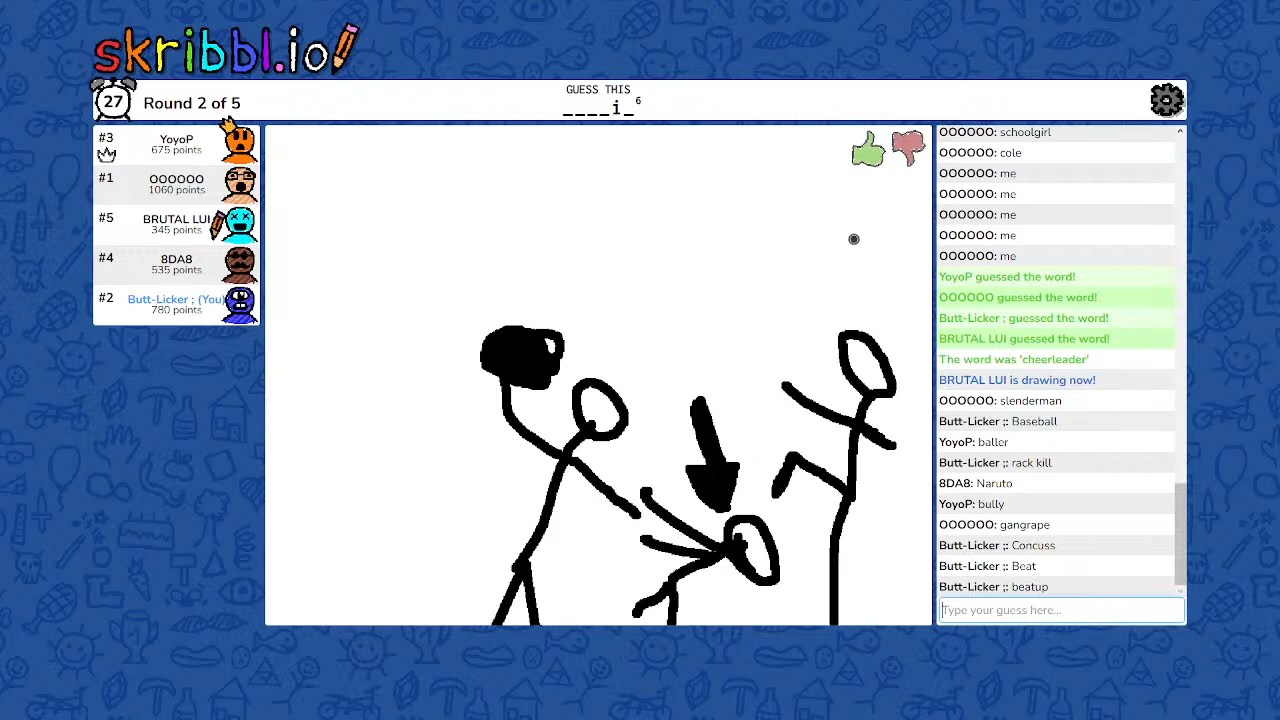 skribbl.io
27
Round 2 of 5
GUESS THIS
____i_ 6
#3 YoyoP
675 points
#1 OOOOOO
1060 points
#5 BRUTAL LUI
345 points
#4 8DA8
535 points
#2 Butt-Licker ; (You)
780 points
OOOOOO: schoolgirl
OOOOOO: cole
OOOOOO: me
OOOOOO: me
OOOOOO: me
OOOOOO: me
OOOOOO: me
YoyoP guessed the word!
OOOOOO guessed the word!
Butt-Licker ; guessed the word!
BRUTAL LUI guessed the word!
The word was 'cheerleader'
BRUTAL LUI is drawing now!
OOOOOO: slenderman
Butt-Licker ;: Baseball
YoyoP: baller
Butt-Licker ;: rack kill
8DA8: Naruto
YoyoP: bully
OOOOOO: gangrape
Butt-Licker ;: Concuss
Butt-Licker ;: Beat
Butt-Licker ;: beatup
Type your guess here...